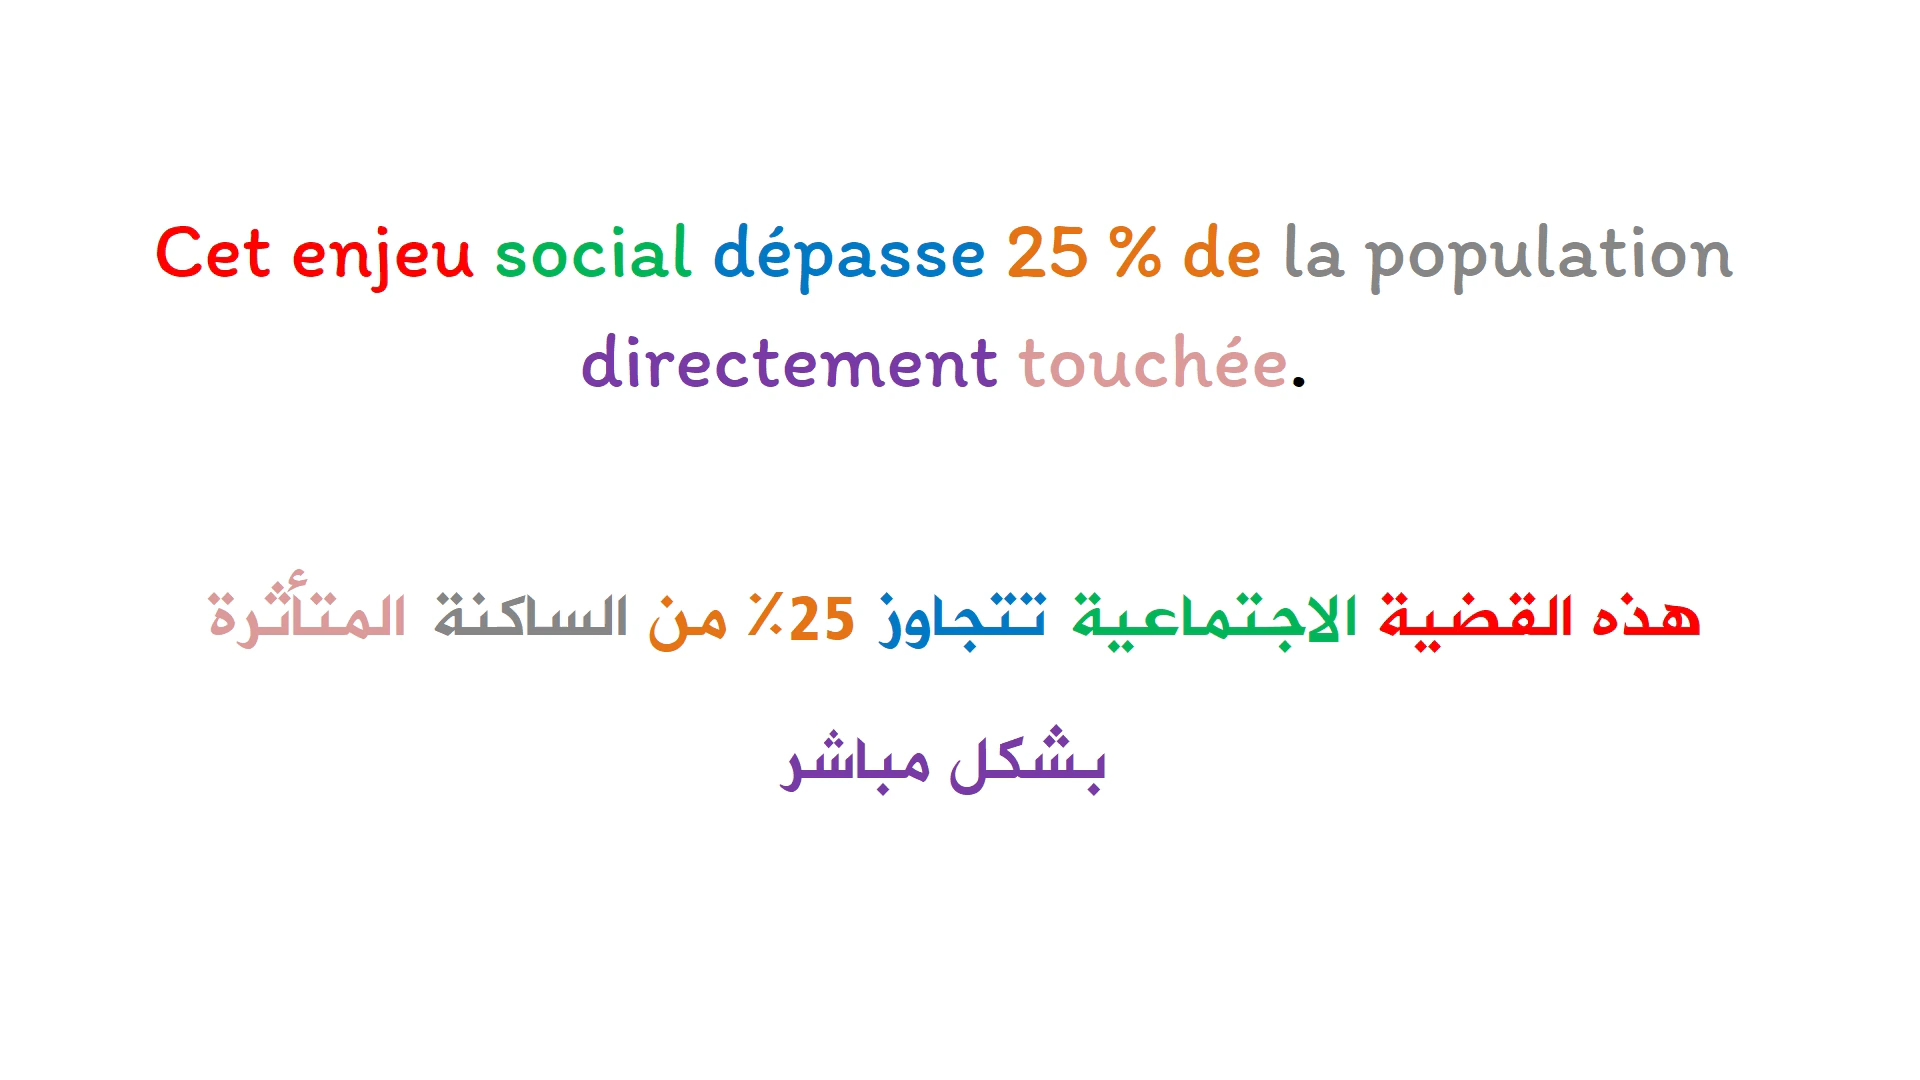 Cet enjeu social dépasse 25 % de la population
directement touchée.
هذه القضية الاجتماعية تتجاوز 25٪ من الساكنة المتأثرة
بشكل مباشر